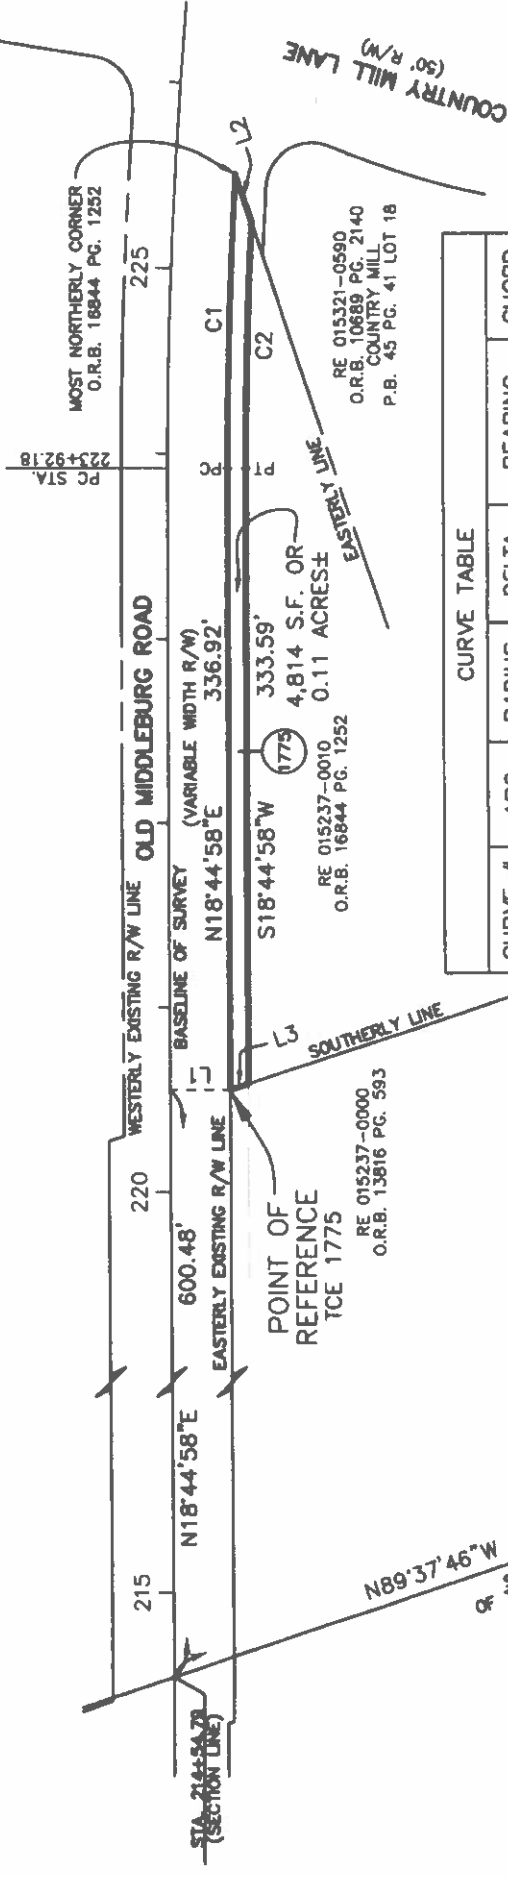 COUNTRY MILL LANE
(50' R/W)
MOST NORTHERLY CORNER
O.R.B. 16844 PG. 1252
L2
225
C1
C2
RE 015321-0590
O.R.B. 10689 PG. 2140
COUNTRY MILL
P.B. 45 PG. 41 LOT 18
PC STA.
223+92.18
PC
PT
EASTERLY LINE
OLD MIDDLEBURG ROAD
(VARIABLE WIDTH R/W)
N18°44'58"E 336.92'
S18°44'58"W 333.59'
4,814 S.F. OR
0.11 ACRES±
1775
RE 015237-0010
O.R.B. 16844 PG. 1252
WESTERLY EXISTING R/W LINE
BASELINE OF SURVEY
L1
L3
SOUTHERLY LINE
220
600.48'
EASTERLY EXISTING R/W LINE
POINT OF
REFERENCE
TCE 1775
RE 015237-0000
O.R.B. 13816 PG. 593
N18°44'58"E
215
N89°37'46"W
OF
STA. 214+54.79
(SECTION LINE)
CURVE TABLE